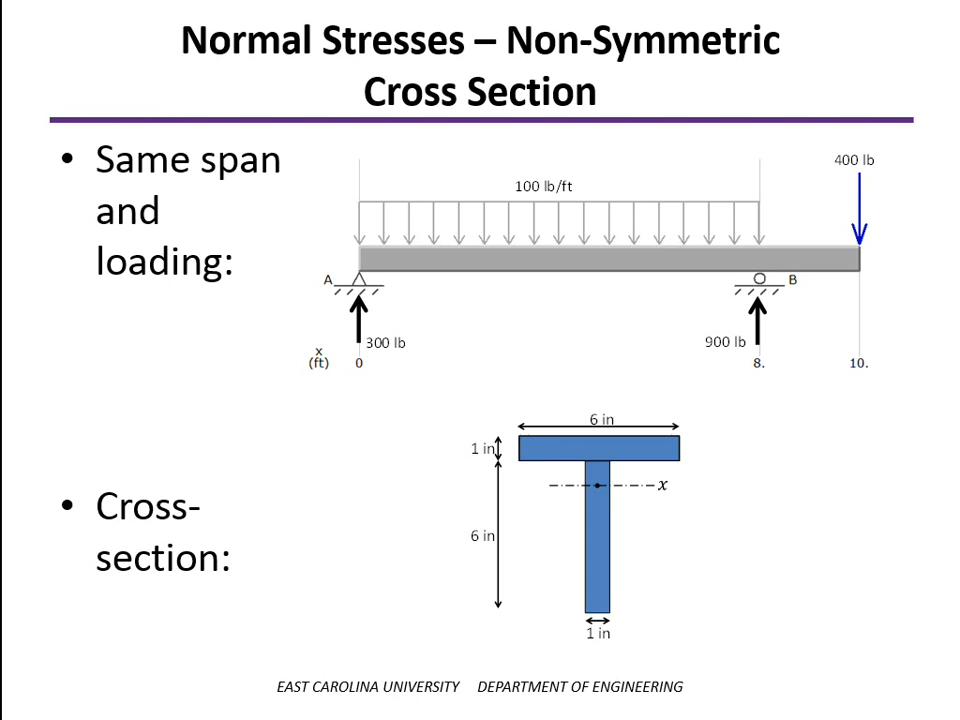 Normal Stresses – Non-Symmetric
Cross Section
• Same span
and
loading:
400 lb
100 lb/ft
A
B
300 lb
900 lb
x
(ft)
0
8.
10.
6 in
1 in
x
6 in
1 in
• Cross-
section:
EAST CAROLINA UNIVERSITY DEPARTMENT OF ENGINEERING